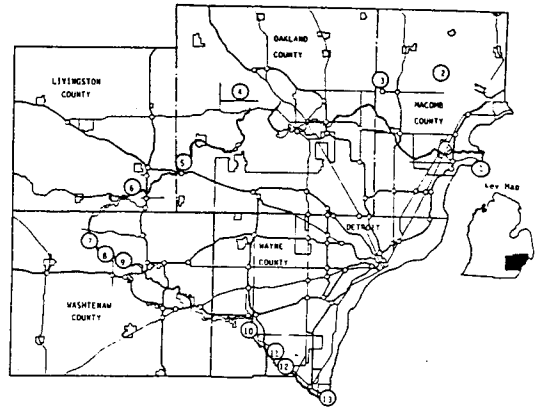 OAKLAND
COUNTY
LIVINGSTON
COUNTY
MACOMB
COUNTY
1
2
3
4
5
6
Key Map
DETROIT
WAYNE
COUNTY
7
8
9
WASHTENAW
COUNTY
10
11
12
13